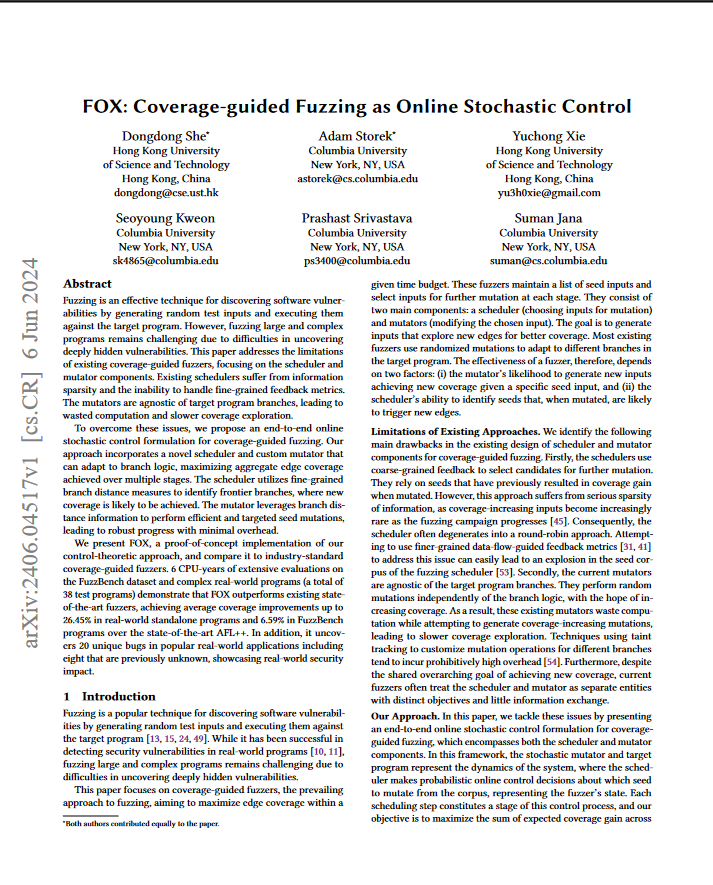 FOX: Coverage-guided Fuzzing as Online Stochastic Control
Dongdong She*
Hong Kong University
of Science and Technology
Hong Kong, China
dongdong@cse.ust.hk
Adam Storek*
Columbia University
New York, NY, USA
astorek@cs.columbia.edu
Yuchong Xie
Hong Kong University
of Science and Technology
Hong Kong, China
yu3h0xie@gmail.com
Seoyoung Kweon
Columbia University
New York, NY, USA
sk4865@columbia.edu
Prashast Srivastava
Columbia University
New York, NY, USA
ps3400@columbia.edu
Suman Jana
Columbia University
New York, NY, USA
suman@cs.columbia.edu
arXiv:2406.04517v1 [cs.CR] 6 Jun 2024
Abstract
Fuzzing is an effective technique for discovering software vulner-
abilities by generating random test inputs and executing them
against the target program. However, fuzzing large and complex
programs remains challenging due to difficulties in uncovering
deeply hidden vulnerabilities. This paper addresses the limitations
of existing coverage-guided fuzzers, focusing on the scheduler and
mutator components. Existing schedulers suffer from information
sparsity and the inability to handle fine-grained feedback metrics.
The mutators are agnostic of target program branches, leading to
wasted computation and slower coverage exploration.
To overcome these issues, we propose an end-to-end online
stochastic control formulation for coverage-guided fuzzing. Our
approach incorporates a novel scheduler and custom mutator that
can adapt to branch logic, maximizing aggregate edge coverage
achieved over multiple stages. The scheduler utilizes fine-grained
branch distance measures to identify frontier branches, where new
coverage is likely to be achieved. The mutator leverages branch dis-
tance information to perform efficient and targeted seed mutations,
leading to robust progress with minimal overhead.
We present FOX, a proof-of-concept implementation of our
control-theoretic approach, and compare it to industry-standard
coverage-guided fuzzers. 6 CPU-years of extensive evaluations on
the FuzzBench dataset and complex real-world programs (a total of
38 test programs) demonstrate that FOX outperforms existing state-
of-the-art fuzzers, achieving average coverage improvements up to
26.45% in real-world standalone programs and 6.59% in FuzzBench
programs over the state-of-the-art AFL++. In addition, it uncov-
ers 20 unique bugs in popular real-world applications including
eight that are previously unknown, showcasing real-world security
impact.
1 Introduction
Fuzzing is a popular technique for discovering software vulnerabil-
ities by generating random test inputs and executing them against
the target program [13, 15, 24, 49]. While it has been successful in
detecting security vulnerabilities in real-world programs [10, 11],
fuzzing large and complex programs remains challenging due to
difficulties in uncovering deeply hidden vulnerabilities.
This paper focuses on coverage-guided fuzzers, the prevailing
approach to fuzzing, aiming to maximize edge coverage within a
*Both authors contributed equally to the paper.
given time budget. These fuzzers maintain a list of seed inputs and
select inputs for further mutation at each stage. They consist of
two main components: a scheduler (choosing inputs for mutation)
and mutators (modifying the chosen input). The goal is to generate
inputs that explore new edges for better coverage. Most existing
fuzzers use randomized mutations to adapt to different branches in
the target program. The effectiveness of a fuzzer, therefore, depends
on two factors: (i) the mutator's likelihood to generate new inputs
achieving new coverage given a specific seed input, and (ii) the
scheduler's ability to identify seeds that, when mutated, are likely
to trigger new edges.
Limitations of Existing Approaches. We identify the following
main drawbacks in the existing design of scheduler and mutator
components for coverage-guided fuzzing. Firstly, the schedulers use
coarse-grained feedback to select candidates for further mutation.
They rely on seeds that have previously resulted in coverage gain
when mutated. However, this approach suffers from serious sparsity
of information, as coverage-increasing inputs become increasingly
rare as the fuzzing campaign progresses [45]. Consequently, the
scheduler often degenerates into a round-robin approach. Attempt-
ing to use finer-grained data-flow-guided feedback metrics [31, 41]
to address this issue can easily lead to an explosion in the seed cor-
pus of the fuzzing scheduler [53]. Secondly, the current mutators
are agnostic of the target program branches. They perform random
mutations independently of the branch logic, with the hope of in-
creasing coverage. As a result, these existing mutators waste compu-
tation while attempting to generate coverage-increasing mutations,
leading to slower coverage exploration. Techniques using taint
tracking to customize mutation operations for different branches
tend to incur prohibitively high overhead [54]. Furthermore, despite
the shared overarching goal of achieving new coverage, current
fuzzers often treat the scheduler and mutator as separate entities
with distinct objectives and little information exchange.
Our Approach. In this paper, we tackle these issues by presenting
an end-to-end online stochastic control formulation for coverage-
guided fuzzing, which encompasses both the scheduler and mutator
components. In this framework, the stochastic mutator and target
program represent the dynamics of the system, where the sched-
uler makes probabilistic online control decisions about which seed
to mutate from the corpus, representing the fuzzer's state. Each
scheduling step constitutes a stage of this control process, and our
objective is to maximize the sum of expected coverage gain across